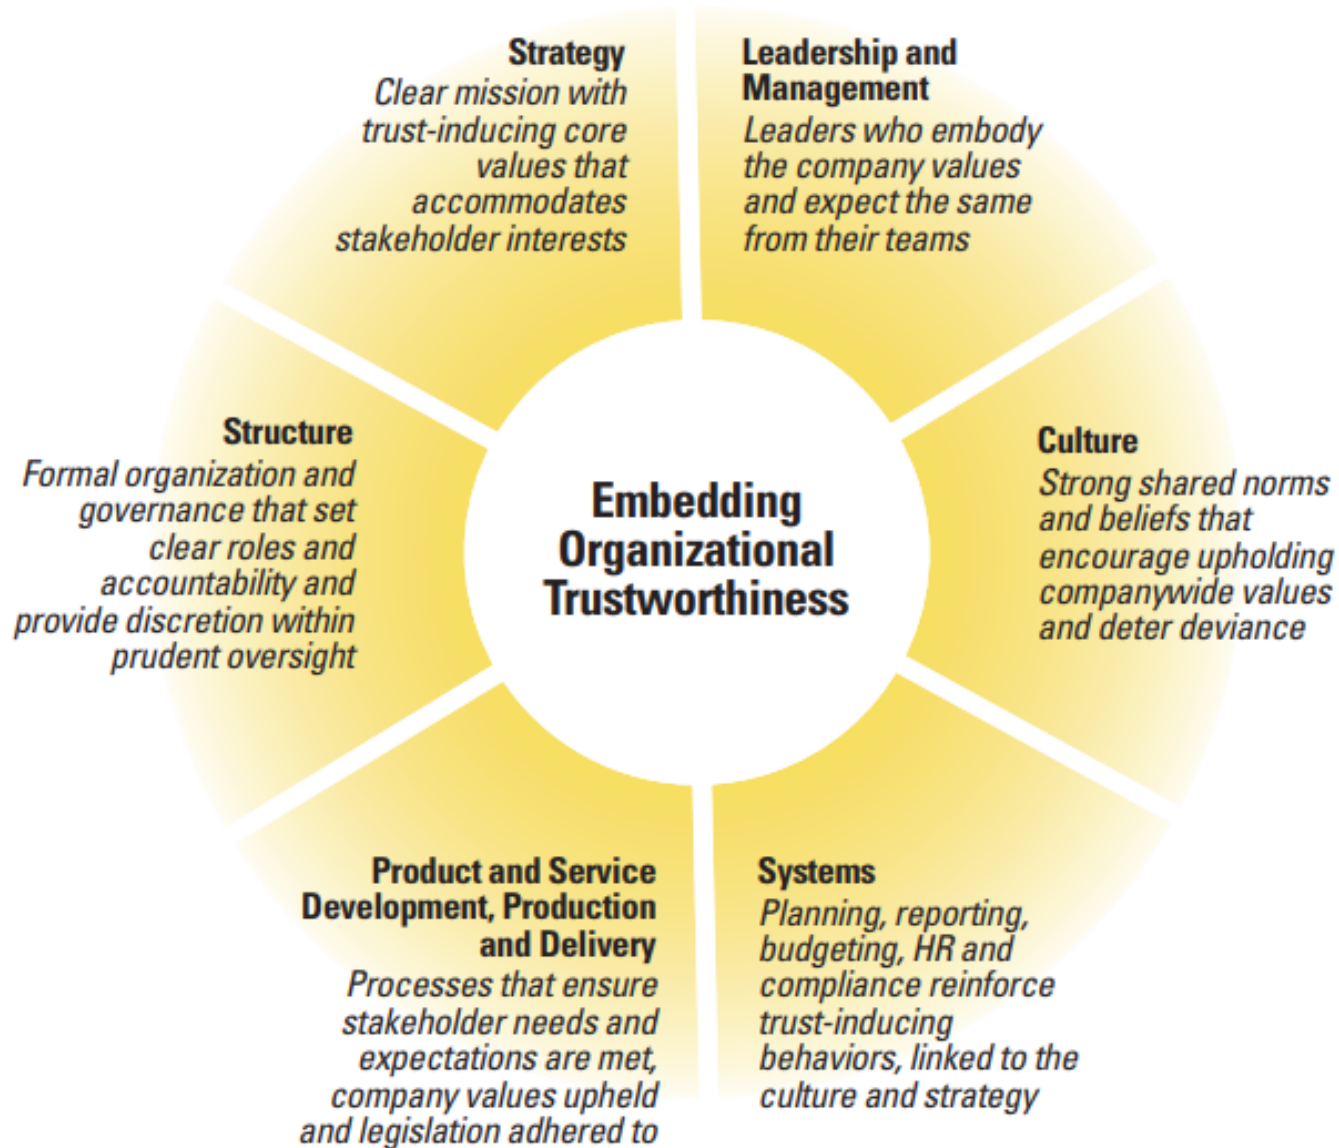 Strategy
Clear mission with
trust-inducing core
values that
accommodates
stakeholder interests
Leadership and
Management
Leaders who embody
the company values
and expect the same
from their teams
Structure
Formal organization and
governance that set
clear roles and
accountability and
provide discretion within
prudent oversight
Embedding
Organizational
Trustworthiness
Culture
Strong shared norms
and beliefs that
encourage upholding
companywide values
and deter deviance
Product and Service
Development, Production
and Delivery
Processes that ensure
stakeholder needs and
expectations are met,
company values upheld
and legislation adhered to
Systems
Planning, reporting,
budgeting, HR and
compliance reinforce
trust-inducing
behaviors, linked to the
culture and strategy